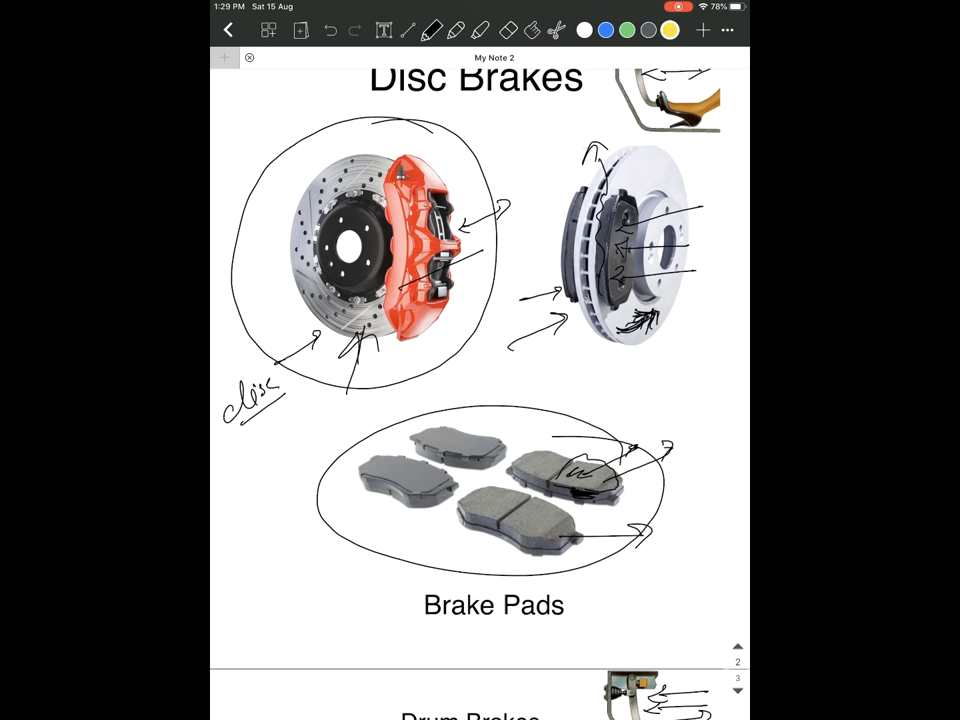 1:29 PM Sat 15 Aug 78%
My Note 2
Disc Brakes
disc
Brake Pads
2
3
Drum Brakes